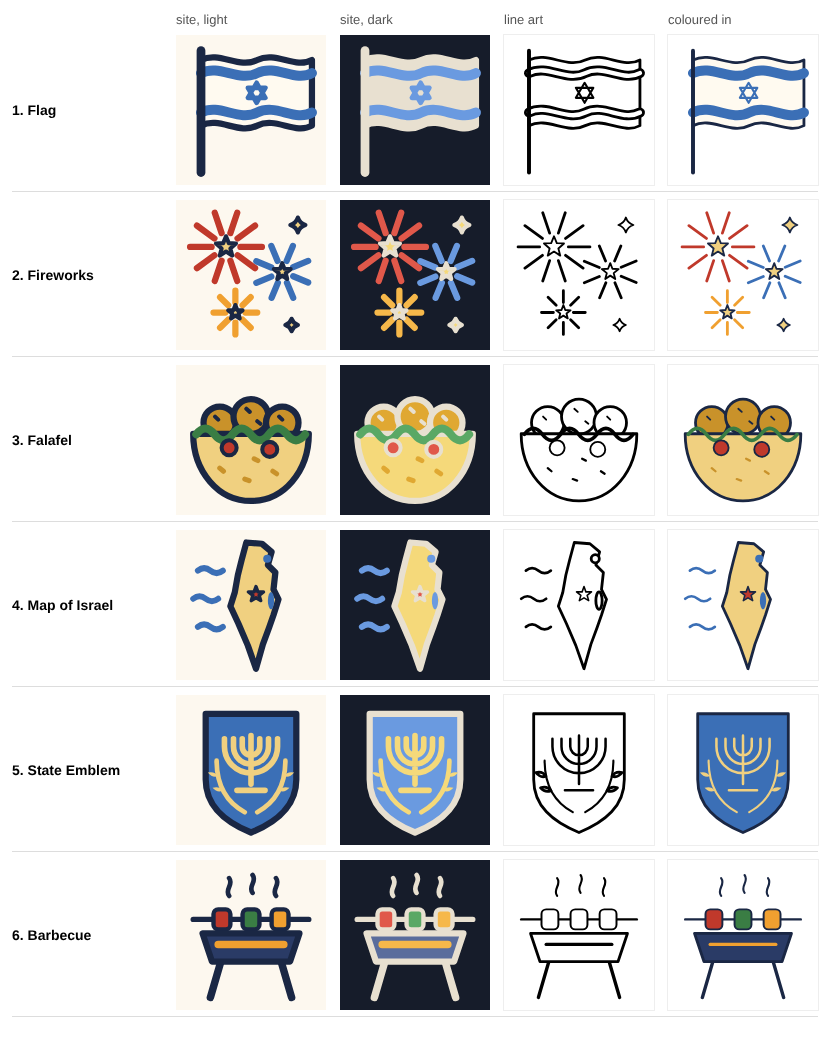 site, light
site, dark
line art
coloured in
1. Flag
2. Fireworks
3. Falafel
4. Map of Israel
5. State Emblem
6. Barbecue